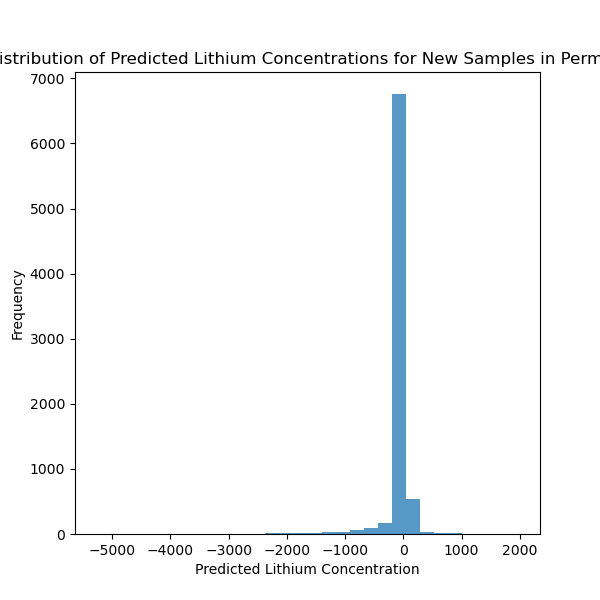 istribution of Predicted Lithium Concentrations for New Samples in Perm
7000
6000
5000
4000
3000
2000
1000
0
Frequency
−5000 −4000 −3000 −2000 −1000 0 1000 2000
Predicted Lithium Concentration